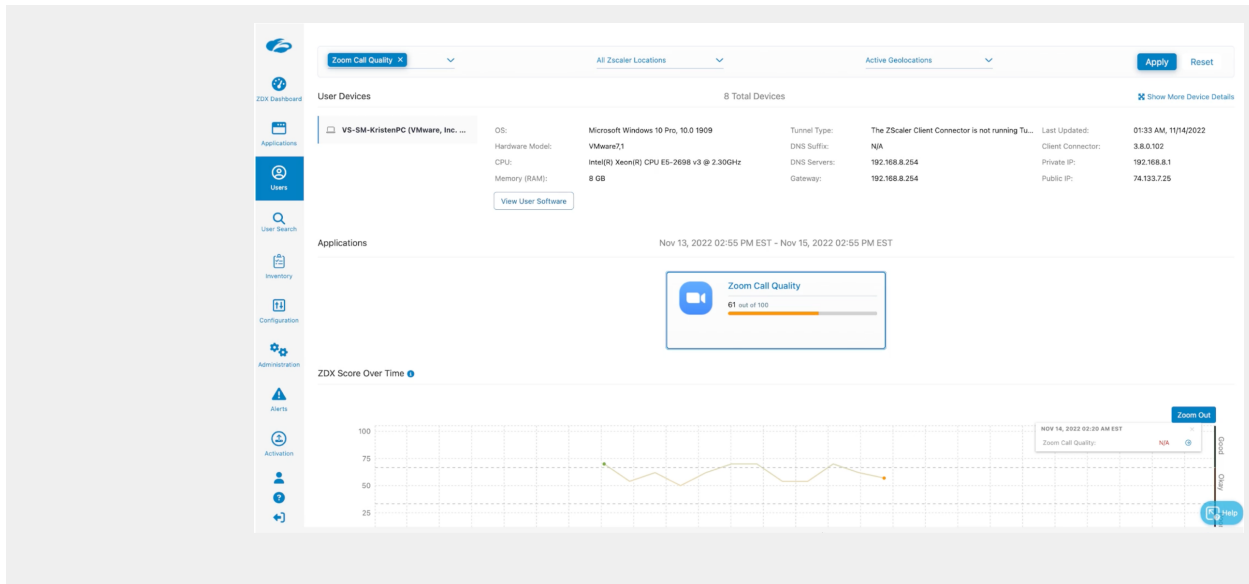 Zoom Call Quality ×
All Zscaler Locations
Active Geolocations
Apply
Reset
ZDX Dashboard
Applications
Users
User Search
Inventory
Configuration
Administration
Alerts
Activation
User Devices
8 Total Devices
Show More Device Details
VS-SM-KristenPC (VMware, Inc. ...
OS: Microsoft Windows 10 Pro, 10.0 1909
Hardware Model: VMware7,1
CPU: Intel(R) Xeon(R) CPU E5-2698 v3 @ 2.30GHz
Memory (RAM): 8 GB
Tunnel Type: The ZScaler Client Connector is not running Tu...
DNS Suffix: N/A
DNS Servers: 192.168.8.254
Gateway: 192.168.8.254
Last Updated: 01:33 AM, 11/14/2022
Client Connector: 3.8.0.102
Private IP: 192.168.8.1
Public IP: 74.133.7.25
View User Software
Applications
Nov 13, 2022 02:55 PM EST - Nov 15, 2022 02:55 PM EST
Zoom Call Quality
61 out of 100
ZDX Score Over Time
Zoom Out
NOV 14, 2022 02:20 AM EST
Zoom Call Quality: N/A
100
75
50
25
Good
Okay
Help